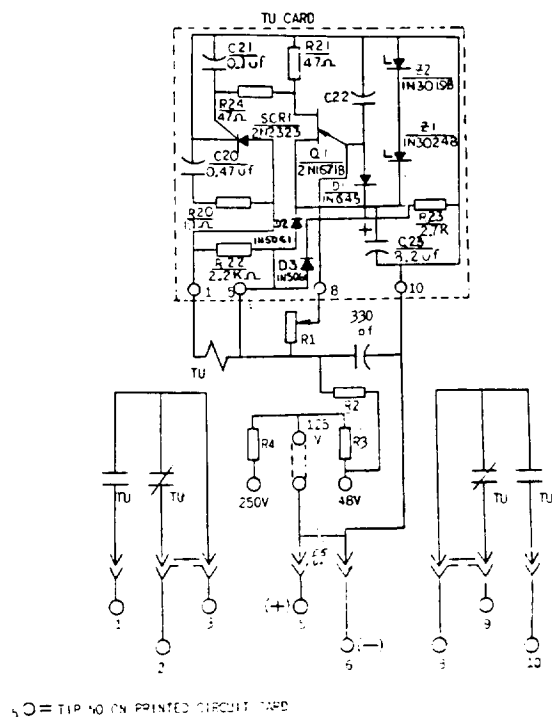 TU CARD
C21
0.1uf
R21
47Ω
R24
47Ω
C22
Z2
1N3019B
SCR1
2N2323
Q1
2N1671B
Z1
1N3024B
C20
0.47uf
D1
1N645
R20
D2
1N5061
R23
2.7K
R22
2.2KΩ
D3
1N5061
+
C23
8.2uf
1
8
10
R1
330
pf
TU
R2
125
V
R4
R3
250V
48V
TU
TU
TU
TU
(+)
(-)
1
2
3
5
6
9
10
= TIP NO ON PRINTED CIRCUIT CARD